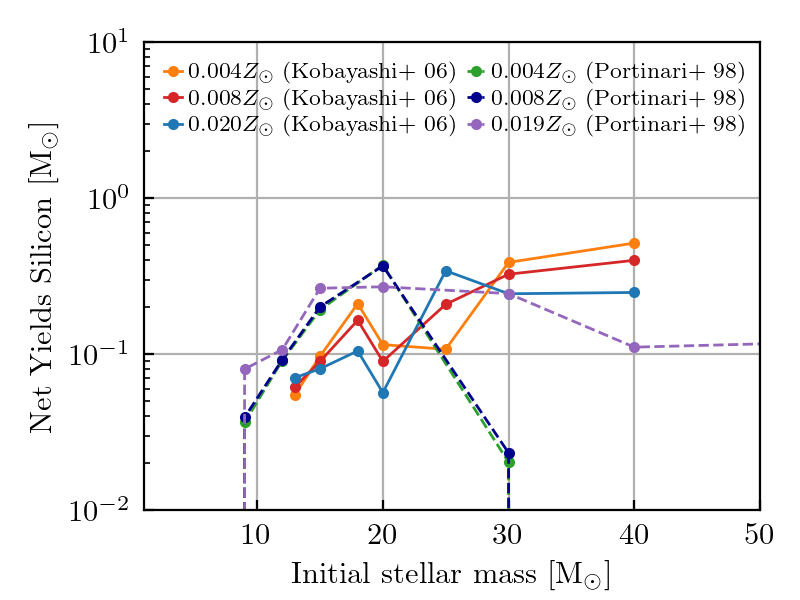 10¹
0.004Z⊙ (Kobayashi+ 06) 0.004Z⊙ (Portinari+ 98)
0.008Z⊙ (Kobayashi+ 06) 0.008Z⊙ (Portinari+ 98)
0.020Z⊙ (Kobayashi+ 06) 0.019Z⊙ (Portinari+ 98)
10⁰
10⁻¹
10⁻²
Net Yields Silicon [M⊙]
10 20 30 40 50
Initial stellar mass [M⊙]